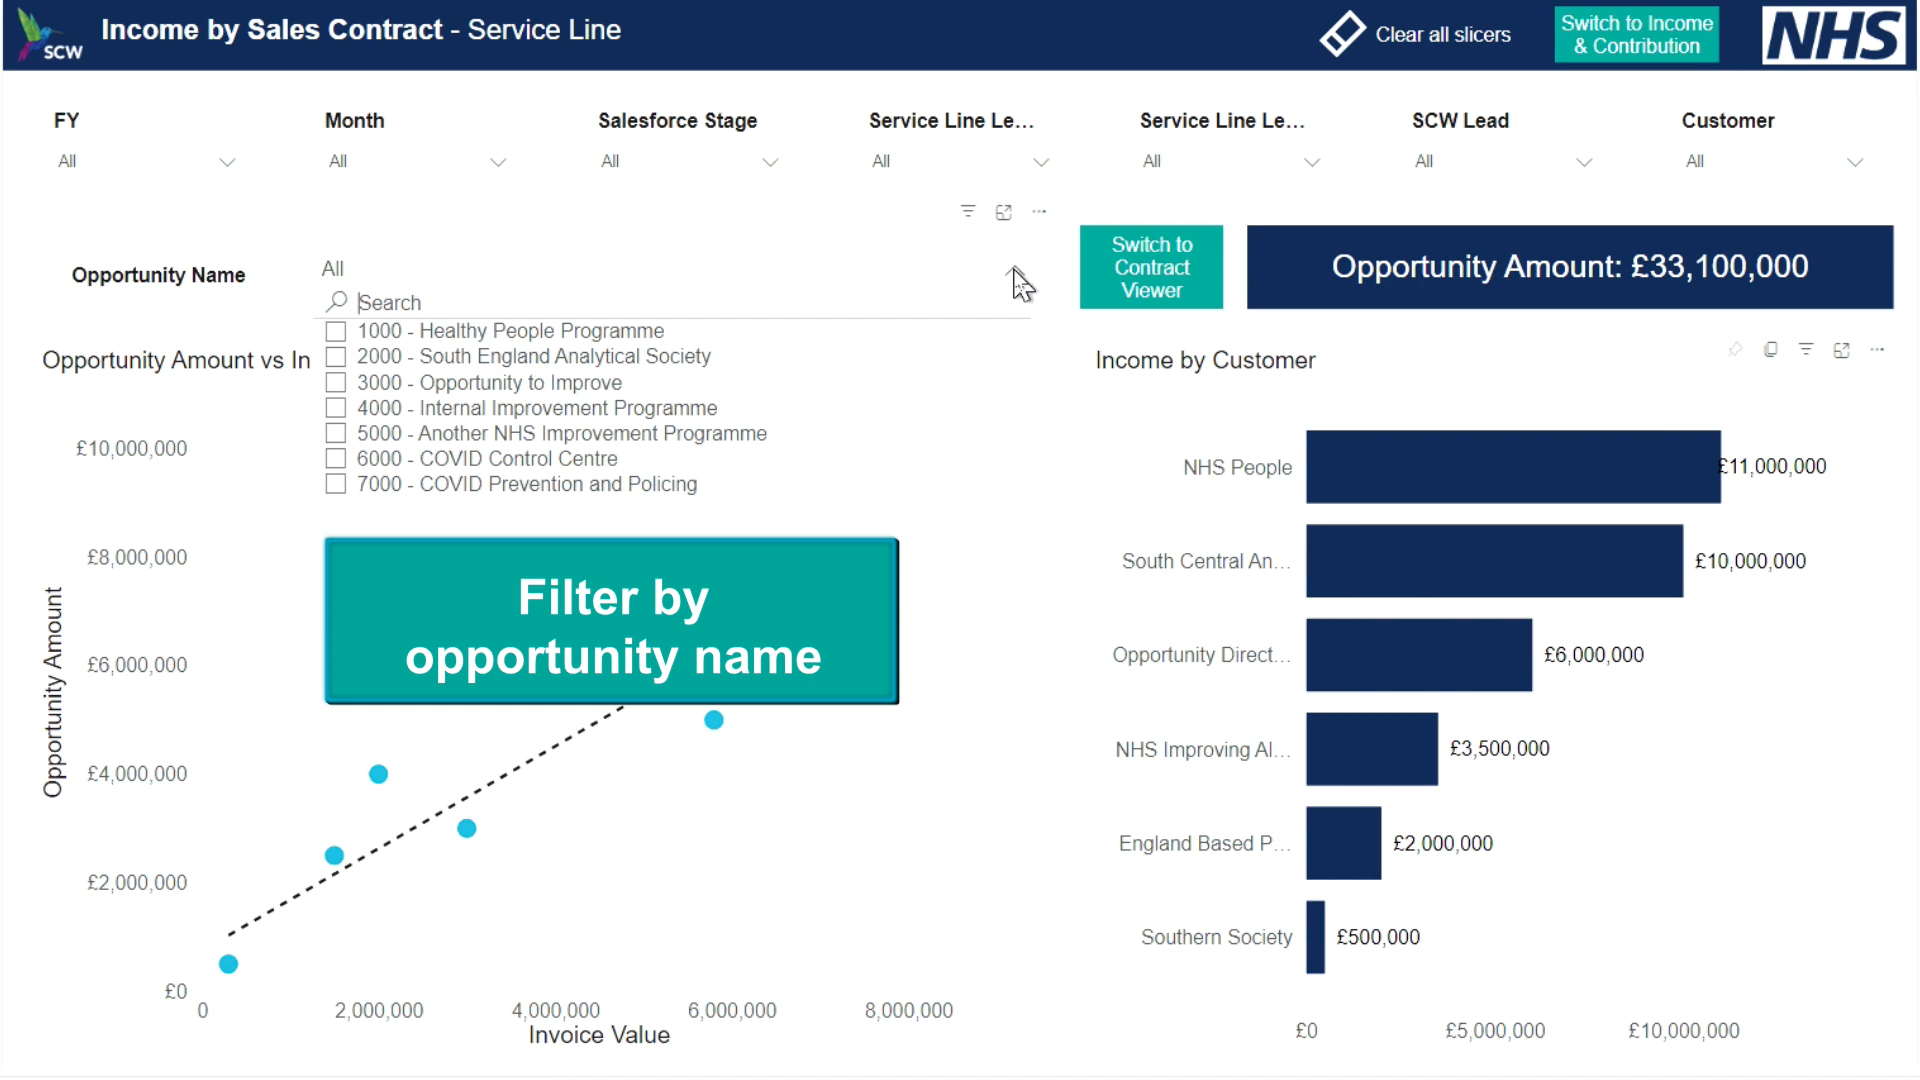 SCW
Income by Sales Contract - Service Line
Clear all slicers
Switch to Income
& Contribution
NHS
FY
Month
Salesforce Stage
Service Line Le...
Service Line Le...
SCW Lead
Customer
All
All
All
All
All
All
All
Opportunity Name
All
Search
1000 - Healthy People Programme
2000 - South England Analytical Society
3000 - Opportunity to Improve
4000 - Internal Improvement Programme
5000 - Another NHS Improvement Programme
6000 - COVID Control Centre
7000 - COVID Prevention and Policing
Switch to
Contract
Viewer
Opportunity Amount: £33,100,000
Opportunity Amount vs In
Filter by
opportunity name
Opportunity Amount
£10,000,000
£8,000,000
£6,000,000
£4,000,000
£2,000,000
£0
0
2,000,000
4,000,000
6,000,000
8,000,000
Invoice Value
Income by Customer
NHS People
£11,000,000
South Central An...
£10,000,000
Opportunity Direct...
£6,000,000
NHS Improving Al...
£3,500,000
England Based P...
£2,000,000
Southern Society
£500,000
£0
£5,000,000
£10,000,000